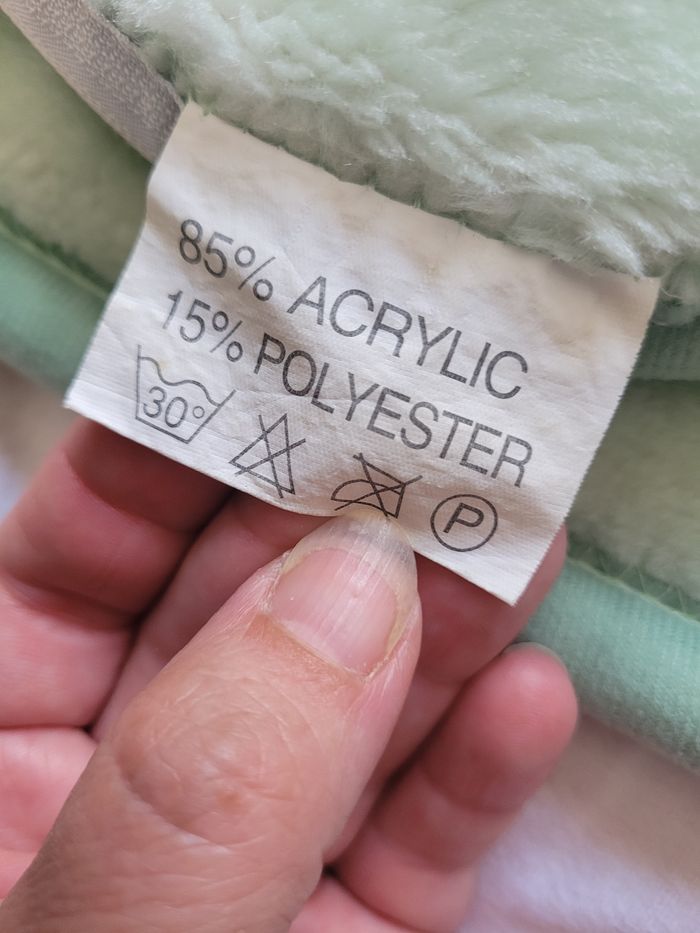 85% ACRYLIC
15% POLYESTER
30° P